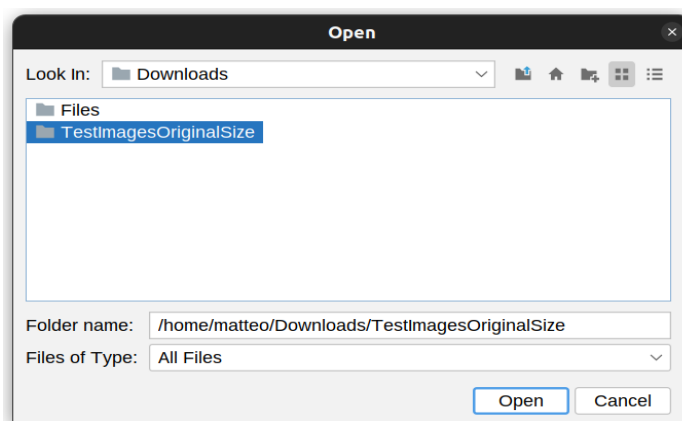 Open
Look In: Downloads
Files
TestImagesOriginalSize
Folder name: /home/matteo/Downloads/TestImagesOriginalSize
Files of Type: All Files
Open Cancel